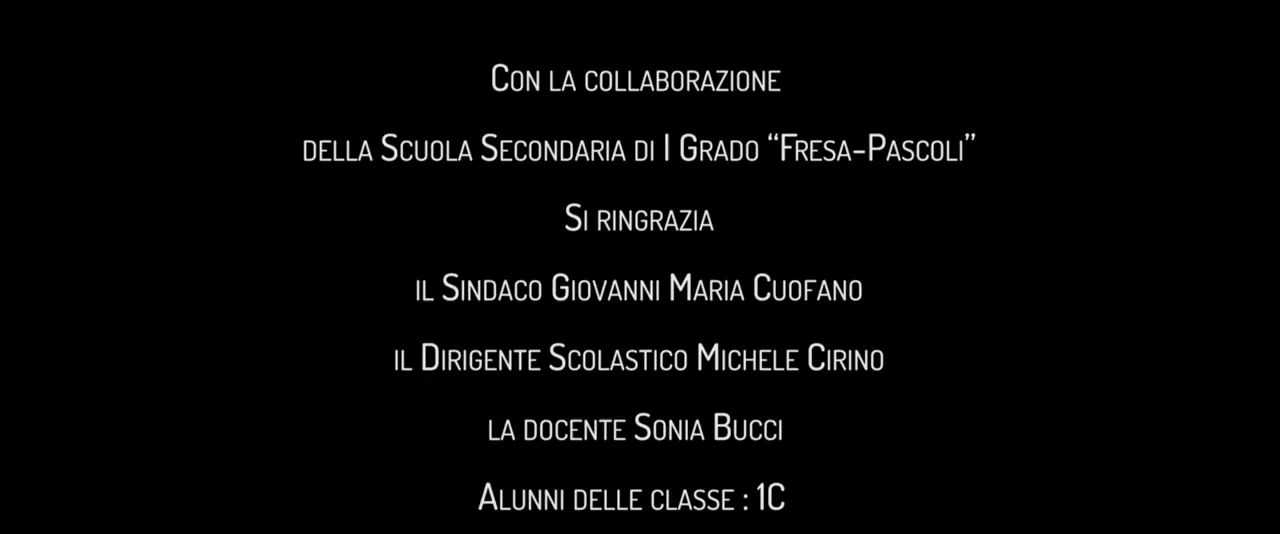 Con la collaborazione
della Scuola Secondaria di I Grado “Fresa-Pascoli”
Si ringrazia
il Sindaco Giovanni Maria Cuofano
il Dirigente Scolastico Michele Cirino
la docente Sonia Bucci
Alunni delle classe : 1C